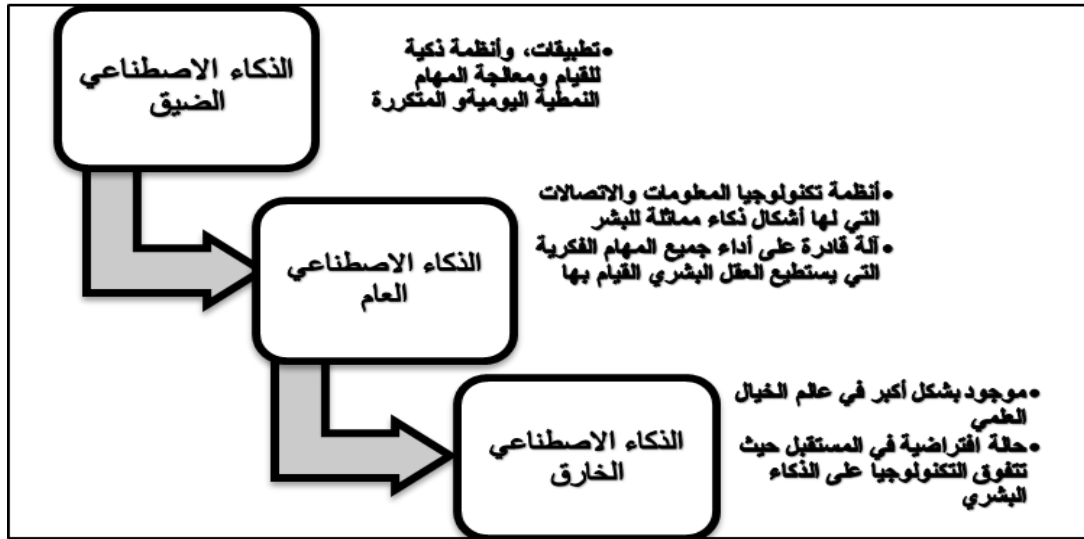 الذكاء الاصطناعي
الضيق
•تطبيقات، وأنظمة ذكية
للقيام ومعالجة المهام
النمطية اليوميةو المتكررة
الذكاء الاصطناعي
العام
•أنظمة تكنولوجيا المعلومات والاتصالات
التي لها أشكال ذكاء مماثلة للبشر
•آلة قادرة على أداء جميع المهام الفكرية
التي يستطيع العقل البشري القيام بها
الذكاء الاصطناعي
الخارق
•موجود بشكل أكبر في عالم الخيال
العلمي
•حالة افتراضية في المستقبل حيث
تتفوق التكنولوجيا على الذكاء
البشري